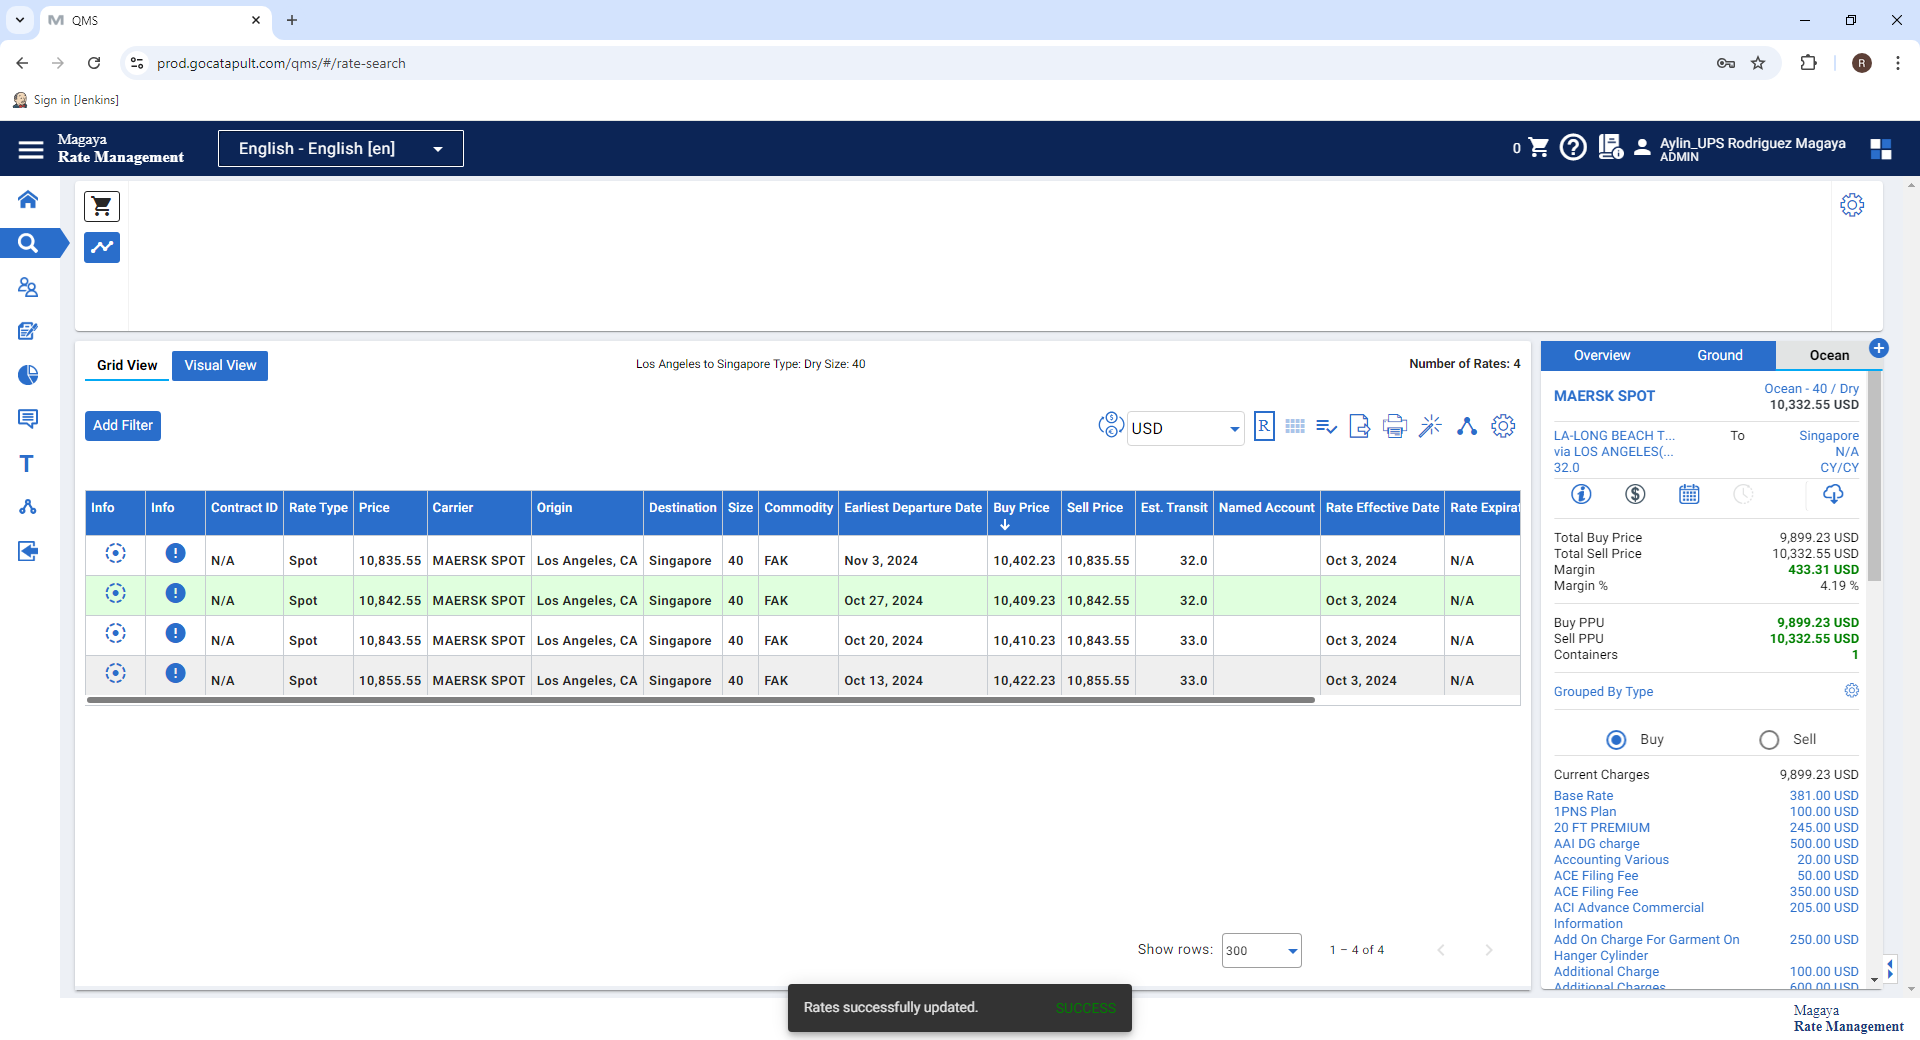 QMS
prod.gocatapult.com/qms/#/rate-search
R
Sign in [Jenkins]
Magaya
Rate Management
English - English [en]
0
Aylin_UPS Rodriguez Magaya
ADMIN
Grid View
Visual View
Los Angeles to Singapore Type: Dry Size: 40
Number of Rates: 4
Add Filter
USD
R
Info Info Contract ID Rate Type Price Carrier Origin Destination Size Commodity Earliest Departure Date Buy Price Sell Price Est. Transit Named Account Rate Effective Date Rate Expirat
N/A Spot 10,835.55 MAERSK SPOT Los Angeles, CA Singapore 40 FAK Nov 3, 2024 10,402.23 10,835.55 32.0 Oct 3, 2024 N/A
N/A Spot 10,842.55 MAERSK SPOT Los Angeles, CA Singapore 40 FAK Oct 27, 2024 10,409.23 10,842.55 32.0 Oct 3, 2024 N/A
N/A Spot 10,843.55 MAERSK SPOT Los Angeles, CA Singapore 40 FAK Oct 20, 2024 10,410.23 10,843.55 33.0 Oct 3, 2024 N/A
N/A Spot 10,855.55 MAERSK SPOT Los Angeles, CA Singapore 40 FAK Oct 13, 2024 10,422.23 10,855.55 33.0 Oct 3, 2024 N/A
Show rows: 300 1 – 4 of 4
Overview Ground Ocean
MAERSK SPOT
Ocean - 40 / Dry
10,332.55 USD
LA-LONG BEACH T... To Singapore
via LOS ANGELES(... N/A
32.0 CY/CY
Total Buy Price 9,899.23 USD
Total Sell Price 10,332.55 USD
Margin 433.31 USD
Margin % 4.19 %
Buy PPU 9,899.23 USD
Sell PPU 10,332.55 USD
Containers 1
Grouped By Type
Buy Sell
Current Charges 9,899.23 USD
Base Rate 381.00 USD
1PNS Plan 100.00 USD
20 FT PREMIUM 245.00 USD
AAI DG charge 500.00 USD
Accounting Various 20.00 USD
ACE Filing Fee 50.00 USD
ACE Filing Fee 350.00 USD
ACI Advance Commercial 205.00 USD
Information
Add On Charge For Garment On 250.00 USD
Hanger Cylinder
Additional Charge 100.00 USD
Additional Charges 600.00 USD
Rates successfully updated. SUCCESS
Magaya
Rate Management